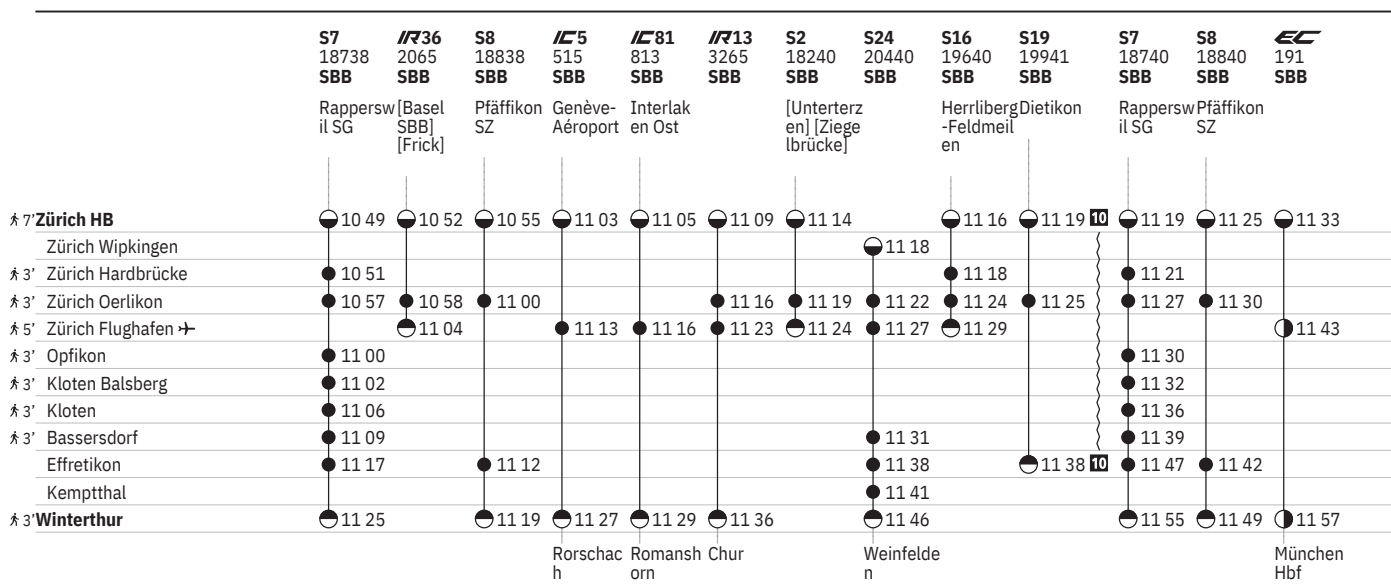 S7 IR36 S8 IC5 IC81 IR13 S2 S24 S16 S19 S7 S8 EC
18738 2065 18838 515 813 3265 18240 20440 19640 19941 18740 18840 191
SBB SBB SBB SBB SBB SBB SBB SBB SBB SBB SBB SBB SBB
Rappersw [Basel Pfäffikon Genève- Interlak [Unterterz Herrliberg Dietikon Rappersw Pfäffikon
il SG SBB] SZ Aéroport en Ost en] [Ziege -Feldmeil il SG SZ
[Frick] lbrücke] en
7' Zürich HB 10 49 10 52 10 55 11 03 11 05 11 09 11 14 11 16 11 19 10 11 19 11 25 11 33
Zürich Wipkingen 11 18
3' Zürich Hardbrücke 10 51 11 18 11 21
3' Zürich Oerlikon 10 57 10 58 11 00 11 16 11 19 11 22 11 24 11 25 11 27 11 30
5' Zürich Flughafen 11 04 11 13 11 16 11 23 11 24 11 27 11 29 11 43
3' Opfikon 11 00 11 30
3' Kloten Balsberg 11 02 11 32
3' Kloten 11 06 11 36
3' Bassersdorf 11 09 11 31 11 39
Effretikon 11 17 11 12 11 38 11 38 10 11 47 11 42
Kemptthal 11 41
3' Winterthur 11 25 11 19 11 27 11 29 11 36 11 46 11 55 11 49 11 57
Rorschac Romansh Chur Weinfelde München
h orn n Hbf